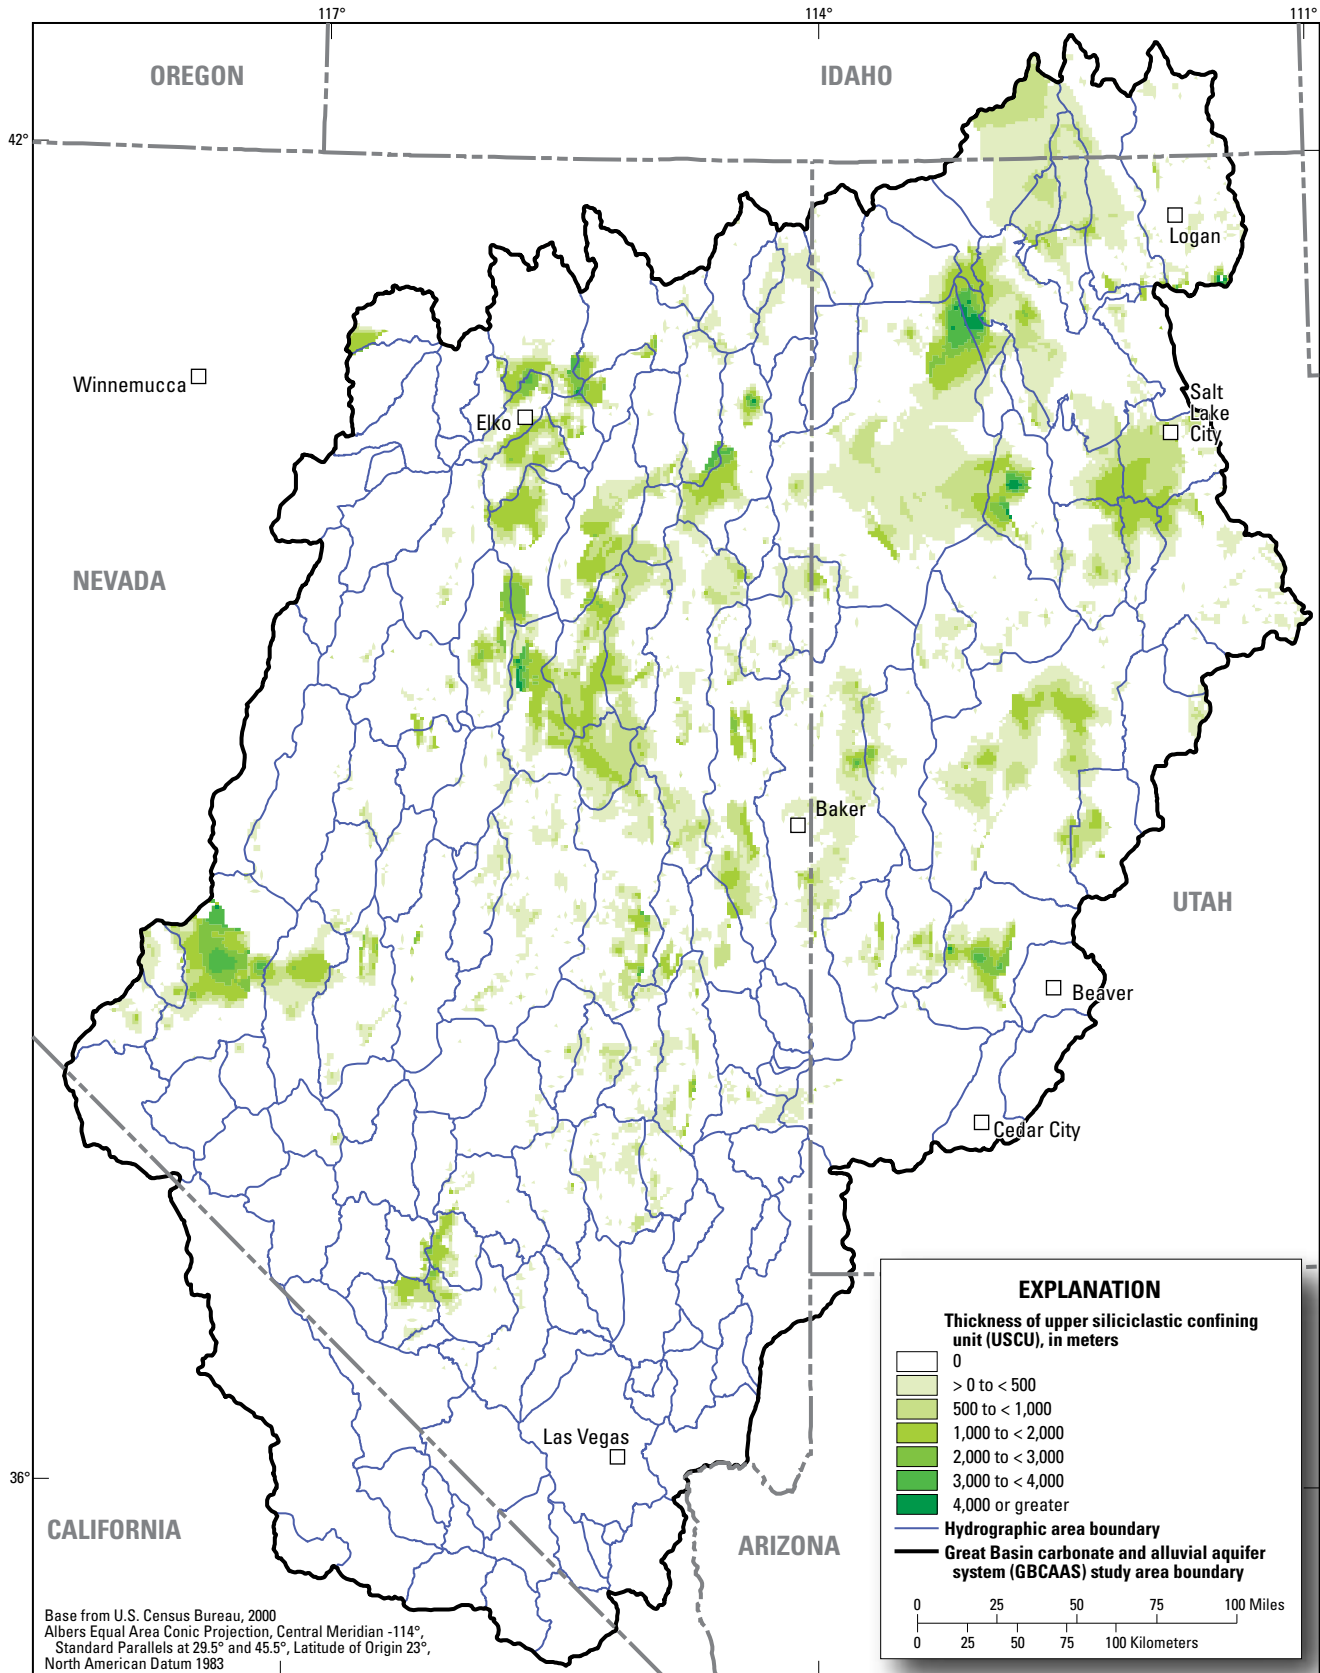 117°
114°
111°
OREGON
IDAHO
42°
Logan
Winnemucca
Salt
Lake
City
Elko
NEVADA
Baker
UTAH
Beaver
Cedar City
EXPLANATION
Thickness of upper siliciclastic confining
unit (USCU), in meters
0
> 0 to < 500
500 to < 1,000
1,000 to < 2,000
2,000 to < 3,000
3,000 to < 4,000
4,000 or greater
Hydrographic area boundary
Great Basin carbonate and alluvial aquifer
system (GBCAAS) study area boundary
0 25 50 75 100 Miles
0 25 50 75 100 Kilometers
Las Vegas
36°
CALIFORNIA
ARIZONA
Base from U.S. Census Bureau, 2000
Albers Equal Area Conic Projection, Central Meridian -114°,
Standard Parallels at 29.5° and 45.5°, Latitude of Origin 23°,
North American Datum 1983